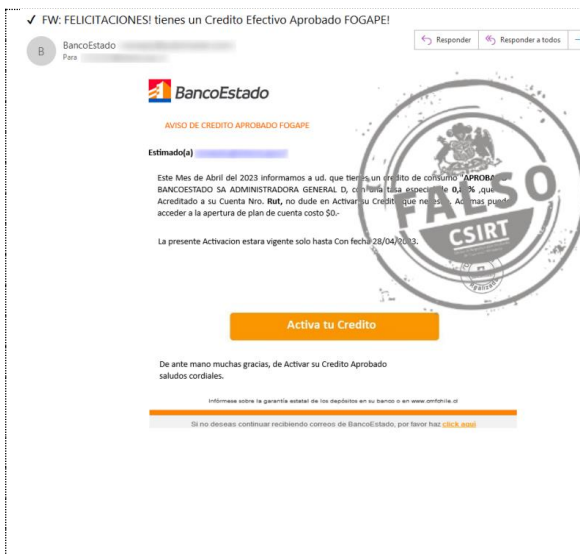 ✓ FW: FELICITACIONES! tienes un Credito Efectivo Aprobado FOGAPE!
Responder
Responder a todos
B
BancoEstado
Para
BancoEstado
AVISO DE CREDITO APROBADO FOGAPE
Estimado(a)
Este Mes de Abril del 2023 informamos a ud. que tienes un credito de consumo "APROBADO
BANCOESTADO SA ADMINISTRADORA GENERAL D, con una tasa especial de 0, % ,que
Acreditado a su Cuenta Nro. Rut, no dude en Activar su Credito que Ademas puede
acceder a la apertura de plan de cuenta costo $0.-
La presente Activacion estara vigente solo hasta Con fecha 28/04/2023.
FALSO
CSIRT
Activa tu Credito
De ante mano muchas gracias, de Activar su Credito Aprobado
saludos cordiales.
Infórmese sobre la garantía estatal de los depósitos en su banco o en www.cmfchile.cl
Si no deseas continuar recibiendo correos de BancoEstado, por favor haz click aquí